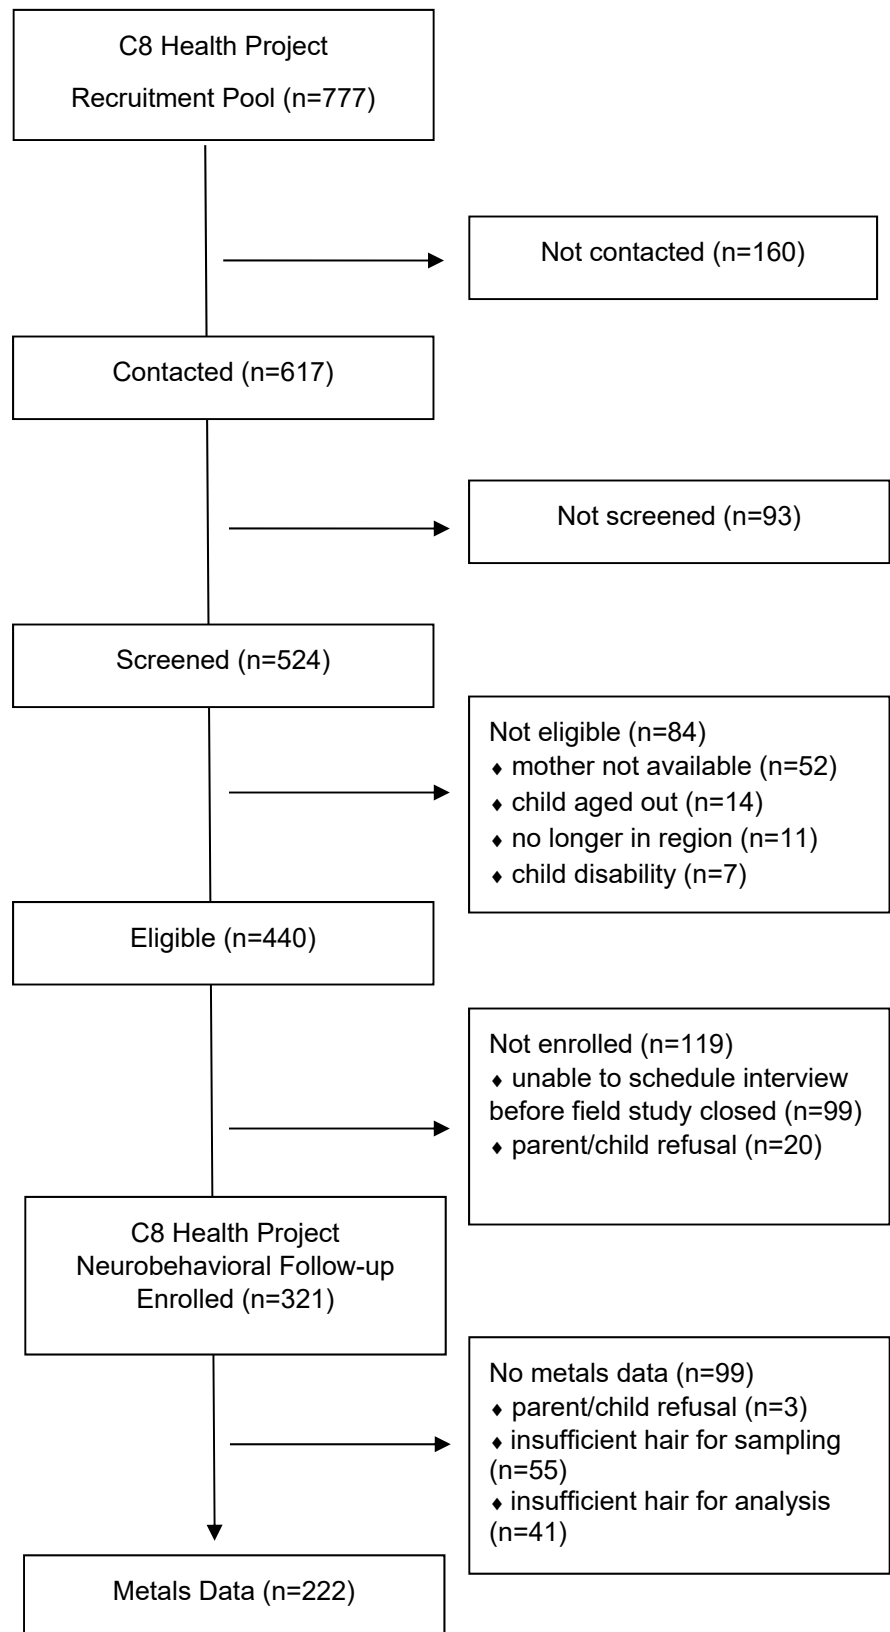 C8 Health Project
Recruitment Pool (n=777)
Not contacted (n=160)
Contacted (n=617)
Not screened (n=93)
Screened (n=524)
Not eligible (n=84)
♦ mother not available (n=52)
♦ child aged out (n=14)
♦ no longer in region (n=11)
♦ child disability (n=7)
Eligible (n=440)
Not enrolled (n=119)
♦ unable to schedule interview
before field study closed (n=99)
♦ parent/child refusal (n=20)
C8 Health Project
Neurobehavioral Follow-up
Enrolled (n=321)
No metals data (n=99)
♦ parent/child refusal (n=3)
♦ insufficient hair for sampling
(n=55)
♦ insufficient hair for analysis
(n=41)
Metals Data (n=222)